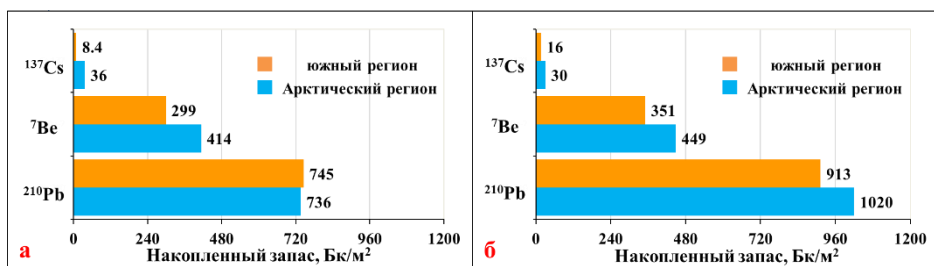 137Cs
8.4
36
7Be
299
414
210Pb
745
736
южный регион
Арктический регион
0 240 480 720 960 1200
Накопленный запас, Бк/м²
а
137Cs
16
30
7Be
351
449
210Pb
913
1020
южный регион
Арктический регион
0 240 480 720 960 1200
Накопленный запас, Бк/м²
б